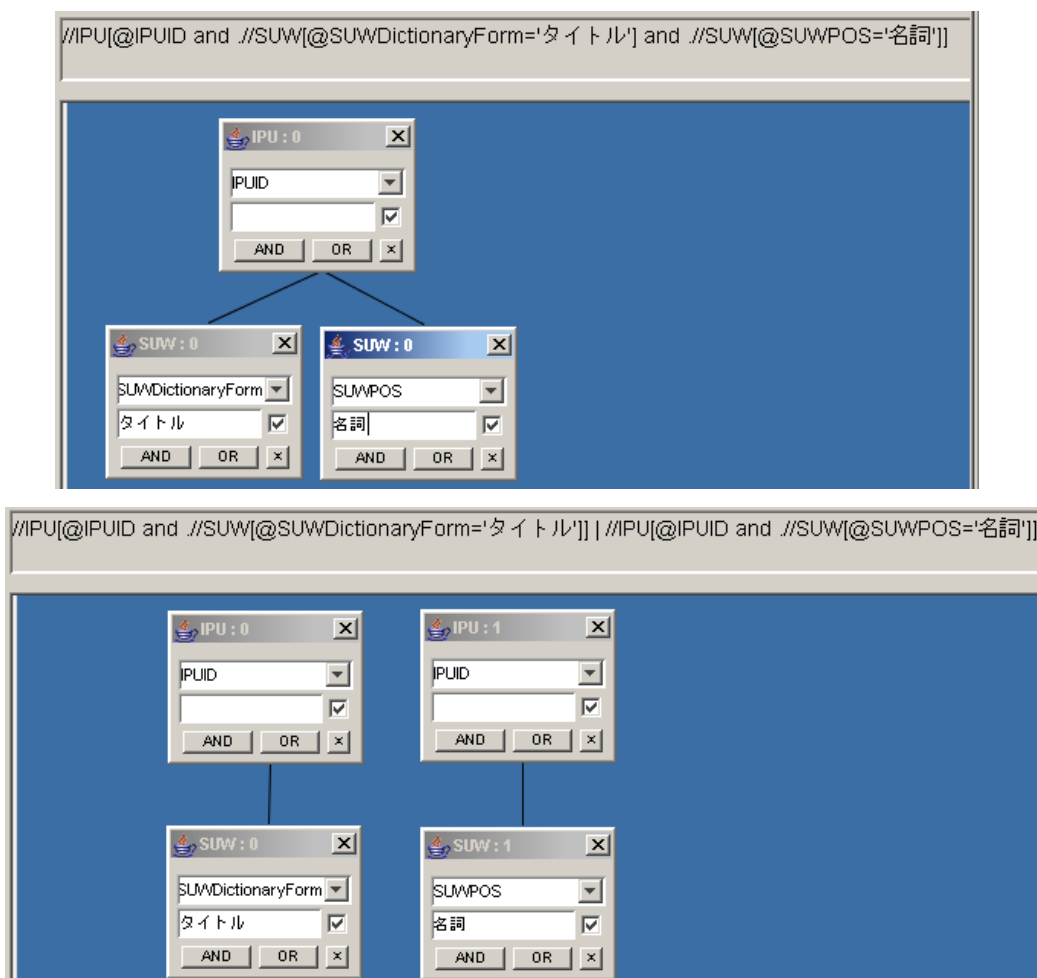 //IPU[@IPUID and .//SUW[@SUWDictionaryForm='タイトル'] and .//SUW[@SUWPOS='名詞']]
IPU : 0
IPUID
AND OR ×
SUW : 0
SUWDictionaryForm
タイトル
AND OR ×
SUW : 0
SUWPOS
名詞
AND OR ×
//IPU[@IPUID and .//SUW[@SUWDictionaryForm='タイトル']] | //IPU[@IPUID and .//SUW[@SUWPOS='名詞']]
IPU : 0
IPUID
AND OR ×
IPU : 1
IPUID
AND OR ×
SUW : 0
SUWDictionaryForm
タイトル
AND OR ×
SUW : 1
SUWPOS
名詞
AND OR ×